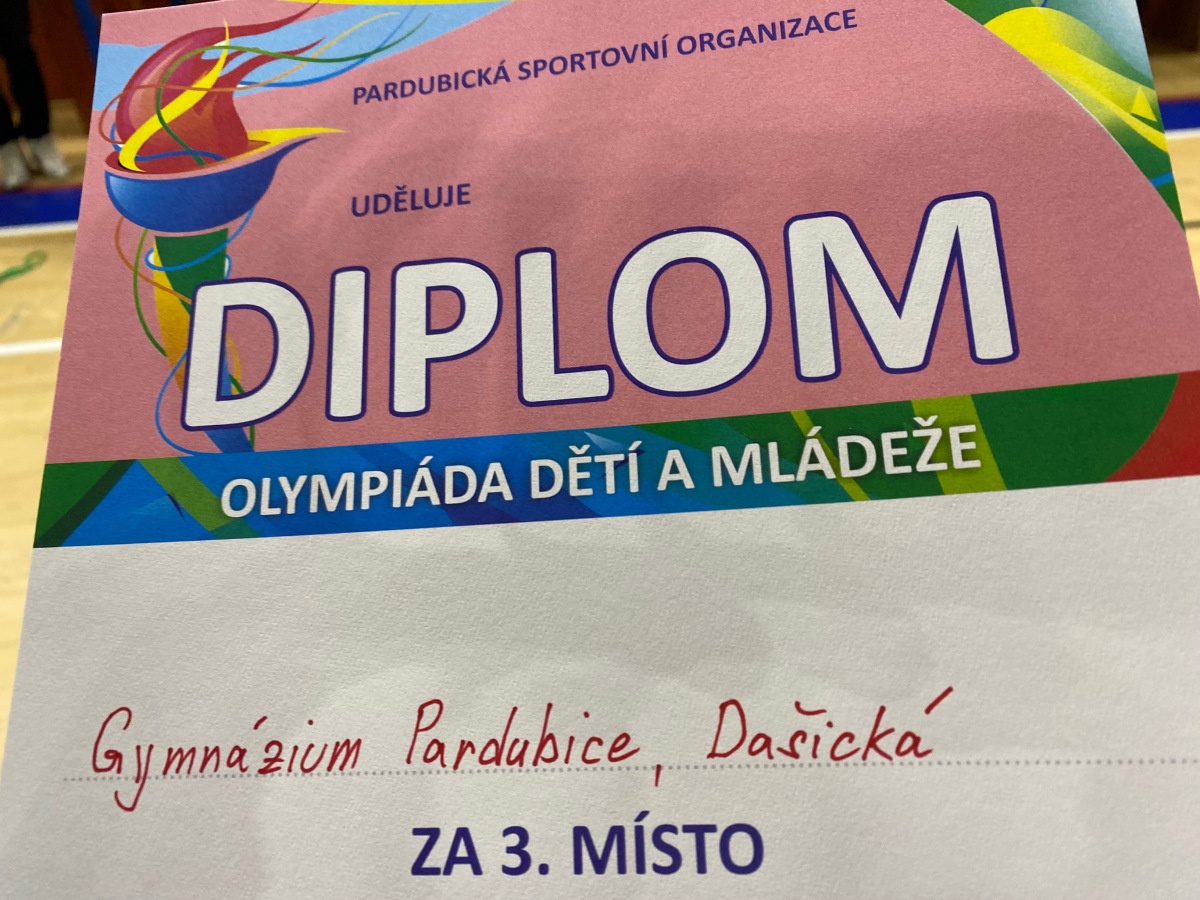 PARDUBICKÁ SPORTOVNÍ ORGANIZACE
UDĚLUJE
DIPLOM
OLYMPIÁDA DĚTÍ A MLÁDEŽE
Gymnázium Pardubice, Dašická
ZA 3. MÍSTO